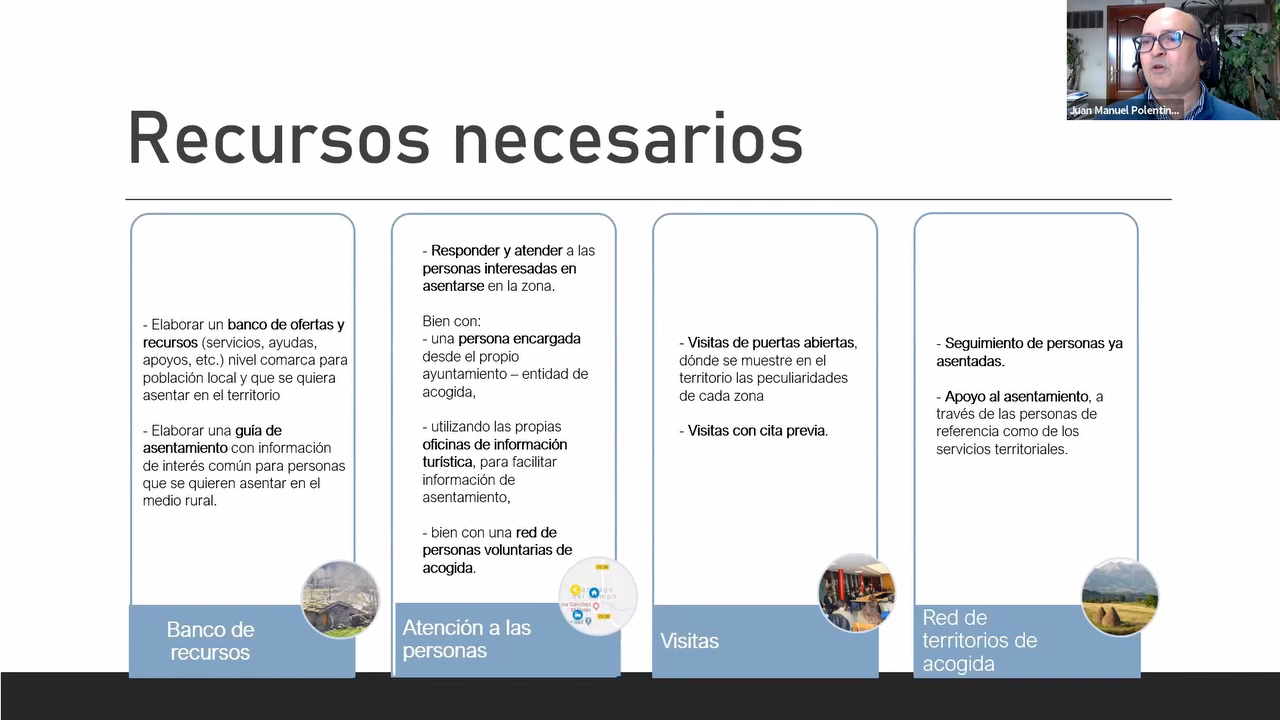 Juan Manuel Polentin...
Recursos necesarios
- Elaborar un banco de ofertas y
recursos (servicios, ayudas,
apoyos, etc.) nivel comarca para
población local y que se quiera
asentar en el territorio
- Elaborar una guía de
asentamiento con información
de interés común para personas
que se quieren asentar en el
medio rural.
Banco de
recursos
- Responder y atender a las
personas interesadas en
asentarse en la zona.
Bien con:
- una persona encargada
desde el propio
ayuntamiento – entidad de
acogida,
- utilizando las propias
oficinas de información
turística, para facilitar
información de
asentamiento,
- bien con una red de
personas voluntarias de
acogida.
Atención a las
personas
- Visitas de puertas abiertas,
dónde se muestre en el
territorio las peculiaridades
de cada zona
- Visitas con cita previa.
Visitas
- Seguimiento de personas ya
asentadas.
- Apoyo al asentamiento, a
través de las personas de
referencia como de los
servicios territoriales.
Red de
territorios de
acogida